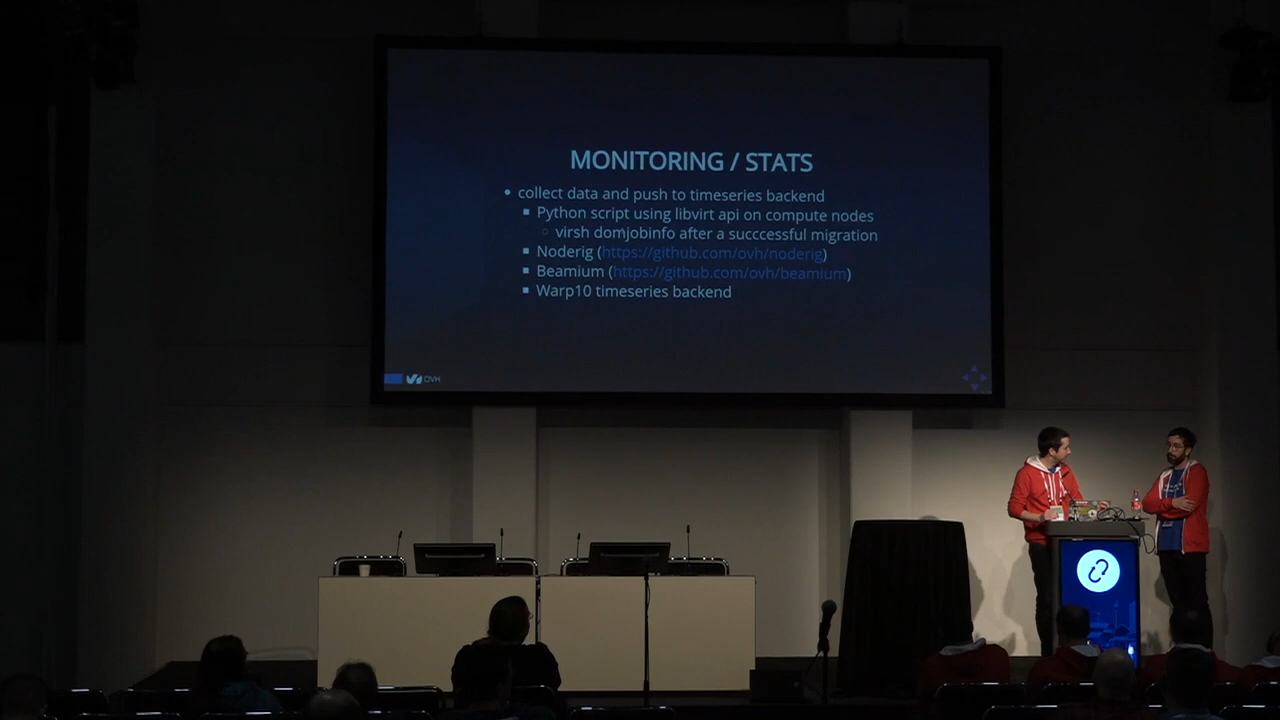 MONITORING / STATS
• collect data and push to timeseries backend
▪ Python script using libvirt api on compute nodes
○ virsh domjobinfo after a succcessful migration
▪ Noderig (https://github.com/ovh/noderig)
▪ Beamium (https://github.com/ovh/beamium)
▪ Warp10 timeseries backend
OVH